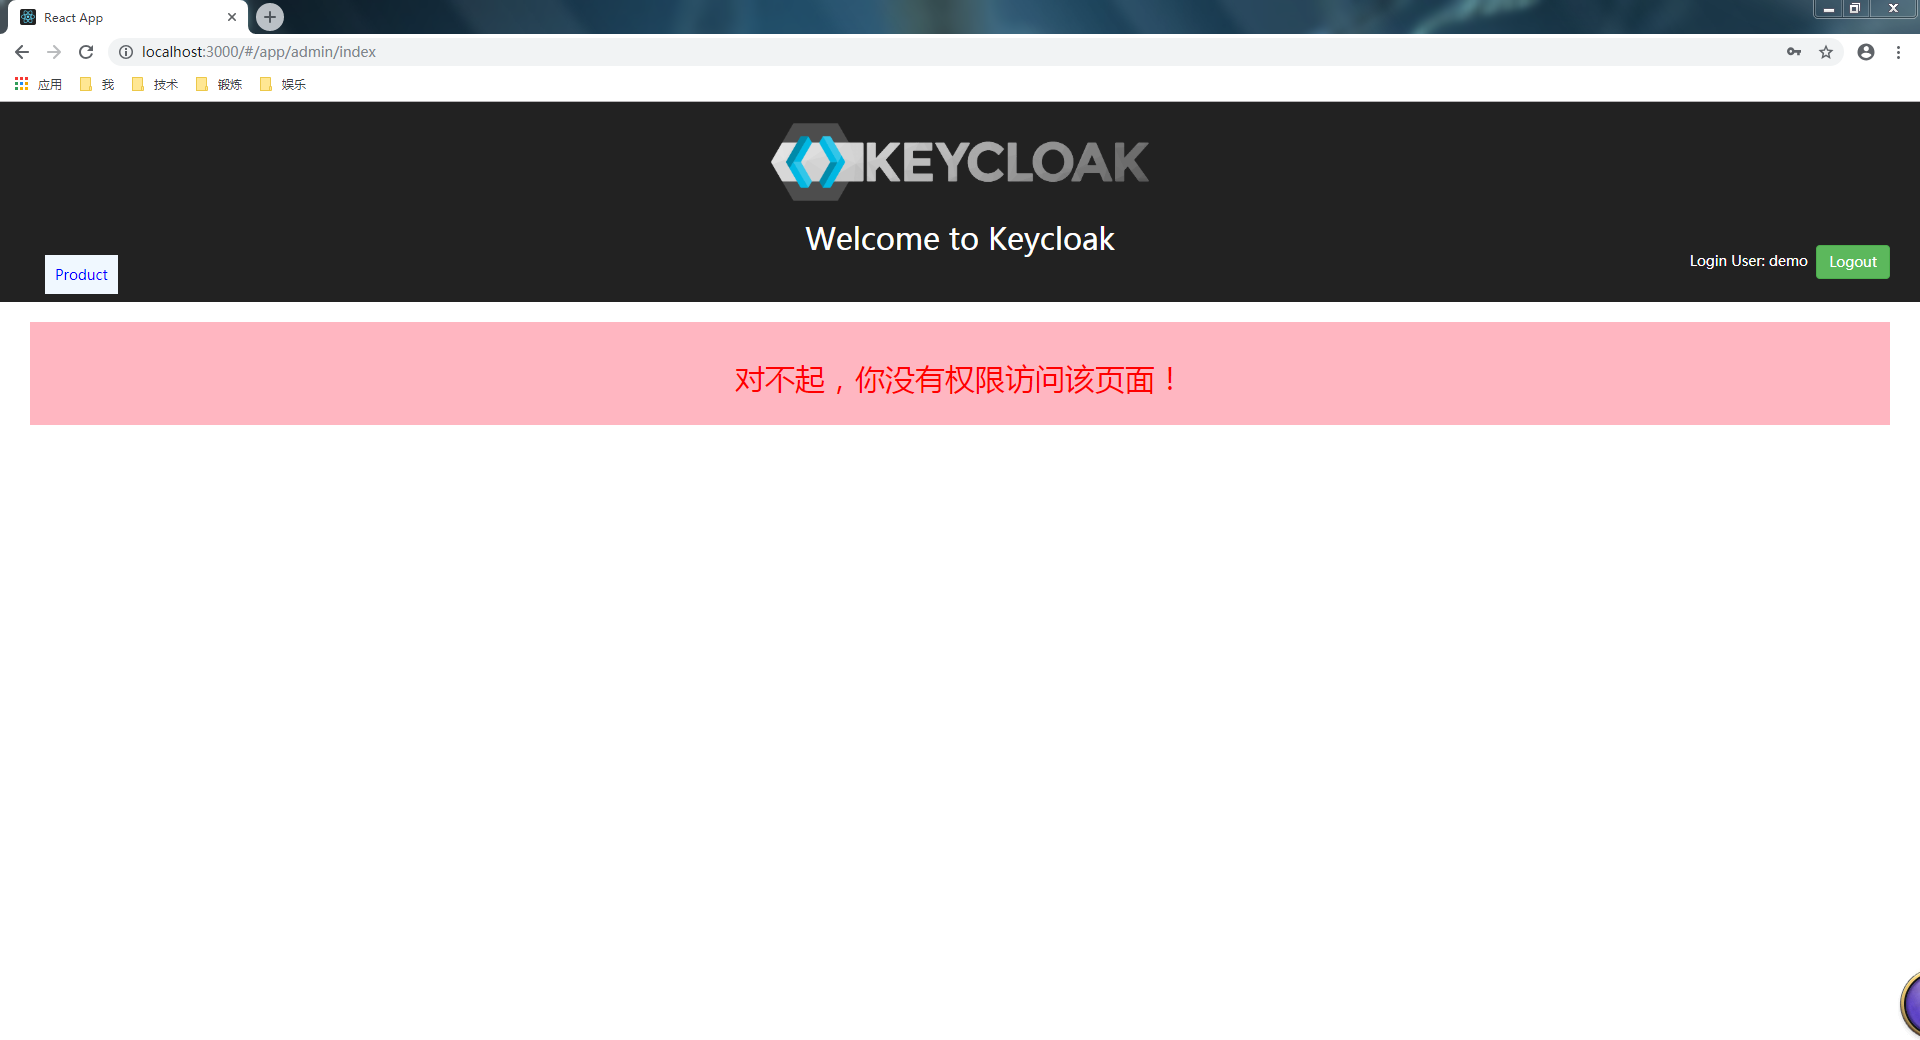 React App
localhost:3000/#/app/admin/index
应用 我 技术 锻炼 娱乐
KEYCLOAK
Welcome to Keycloak
Login User: demo Logout
Product
对不起，你没有权限访问该页面！